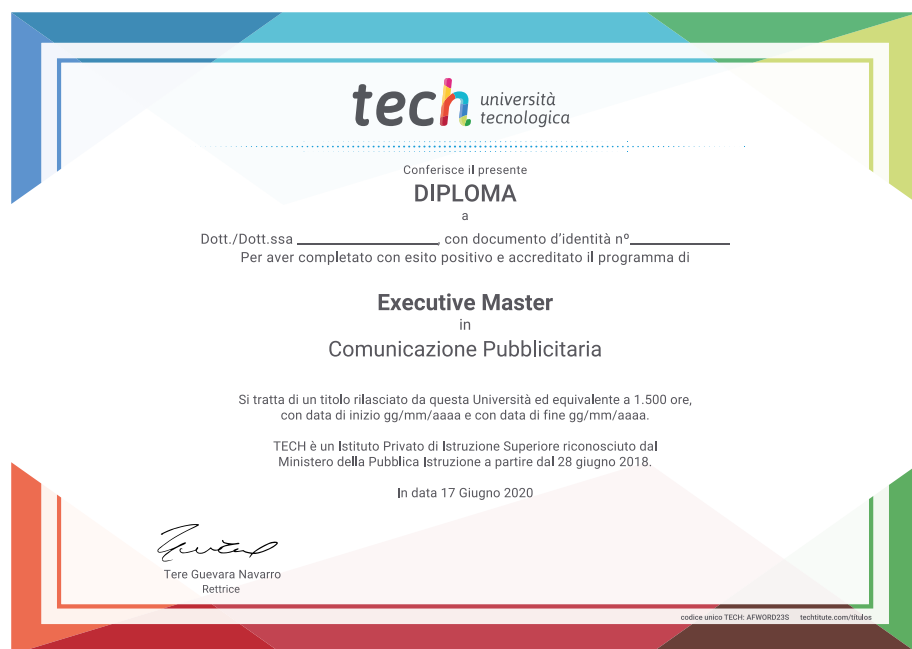 tech università
tecnologica
Conferisce il presente
DIPLOMA
a
Dott./Dott.ssa ____________________, con documento d'identità nº______________
Per aver completato con esito positivo e accreditato il programma di
Executive Master
in
Comunicazione Pubblicitaria
Si tratta di un titolo rilasciato da questa Università ed equivalente a 1.500 ore,
con data di inizio gg/mm/aaaa e con data di fine gg/mm/aaaa.
TECH è un Istituto Privato di Istruzione Superiore riconosciuto dal
Ministero della Pubblica Istruzione a partire dal 28 giugno 2018.
In data 17 Giugno 2020
Tere Guevara Navarro
Rettrice
codice unico TECH: AFWORD23S techtitute.com/títulos